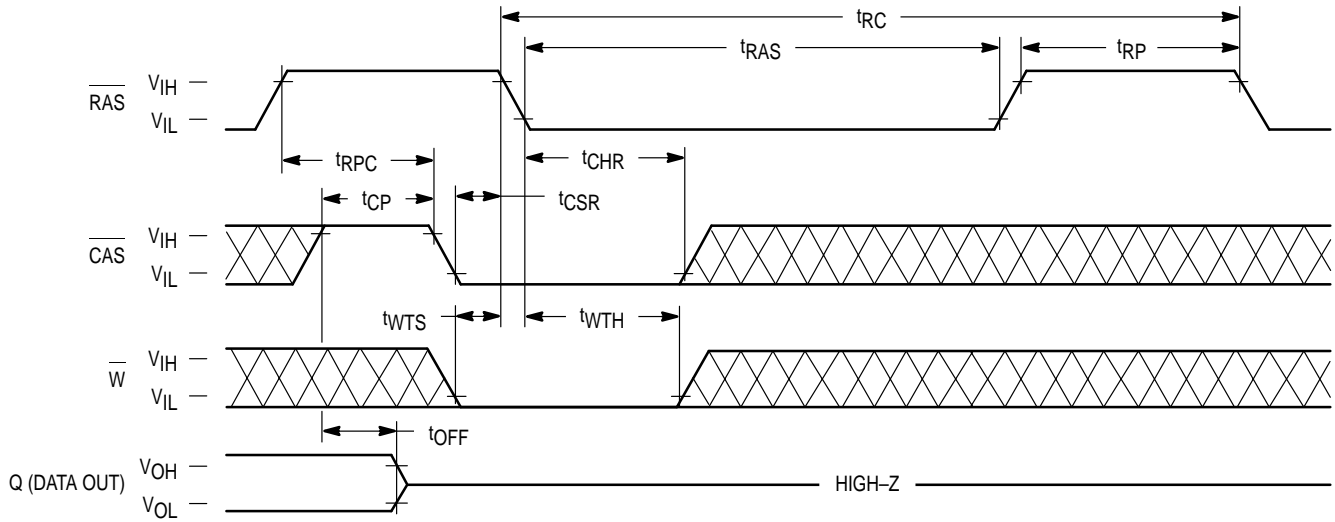 tRC
tRAS
tRP
RAS
VIH
VIL
tRPC
tCHR
tCP
tCSR
CAS
VIH
VIL
tWTS
tWTH
W
VIH
VIL
tOFF
Q (DATA OUT)
VOH
VOL
HIGH–Z